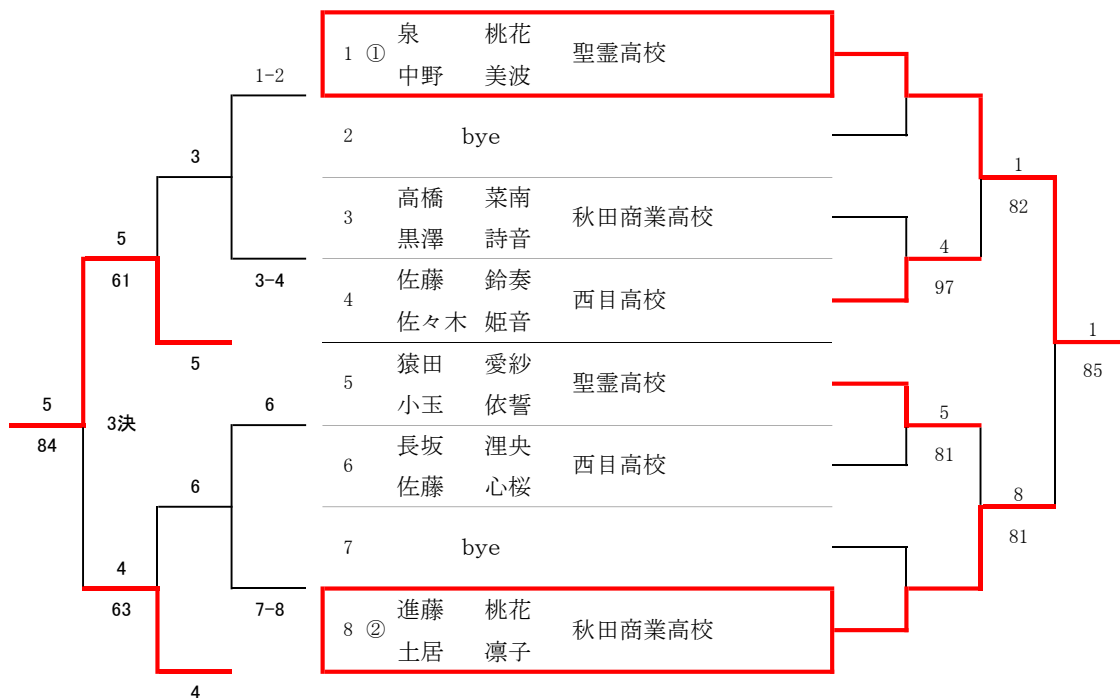 1-2
3
5
61
3-4
5
5
84
3決
6
6
4
63
7-8
4
1 ① 泉 桃花 聖霊高校
中野 美波
2 bye
3 高橋 菜南 秋田商業高校
黒澤 詩音
4 佐藤 鈴奏 西目高校
佐々木 姫音
5 猿田 愛紗 聖霊高校
小玉 依誓
6 長坂 浬央 西目高校
佐藤 心桜
7 bye
8 ② 進藤 桃花 秋田商業高校
土居 凛子
1
82
4
97
1
85
5
81
8
81